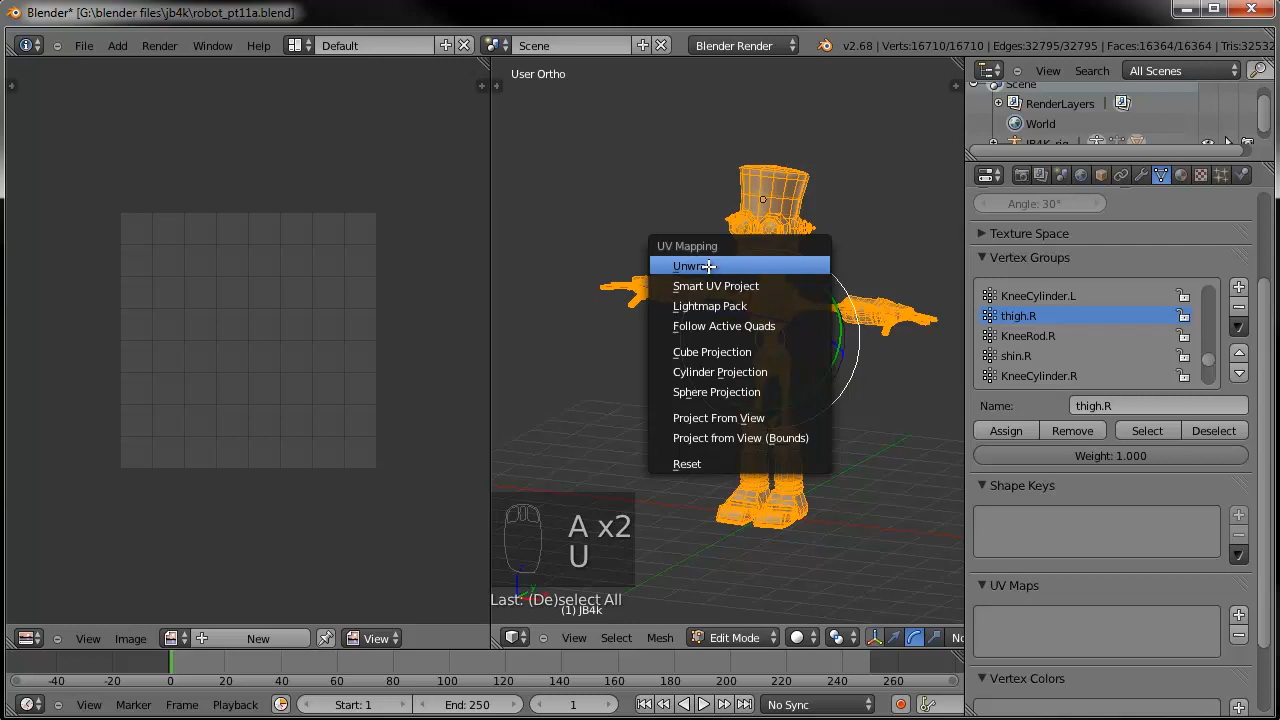 Blender* [G:\blender files\jb4k\robot_pt11a.blend]
File Add Render Window Help Default Scene Blender Render v2.68 | Verts:16710/16710 | Edges:32795/32795 | Faces:16364/16364 | Tris:32532
User Ortho
View Search All Scenes
Scene
RenderLayers
World
JB4K_rig
Angle: 30°
Texture Space
Vertex Groups
KneeCylinder.L
thigh.R
KneeRod.R
shin.R
KneeCylinder.R
Name: thigh.R
Assign Remove Select Deselect
Weight: 1.000
Shape Keys
UV Maps
Vertex Colors
UV Mapping
Smart UV Project
Lightmap Pack
Follow Active Quads
Cube Projection
Cylinder Projection
Sphere Projection
Project From View
Project from View (Bounds)
Reset
A x2
U
Last: (De)select All
(1) JB4k
View Image New View
View Select Mesh Edit Mode
-40 -20 0 20 40 60 80 100 120 140 160 180 200 220 240 260
View Marker Frame Playback Start: 1 End: 250 1 No Sync